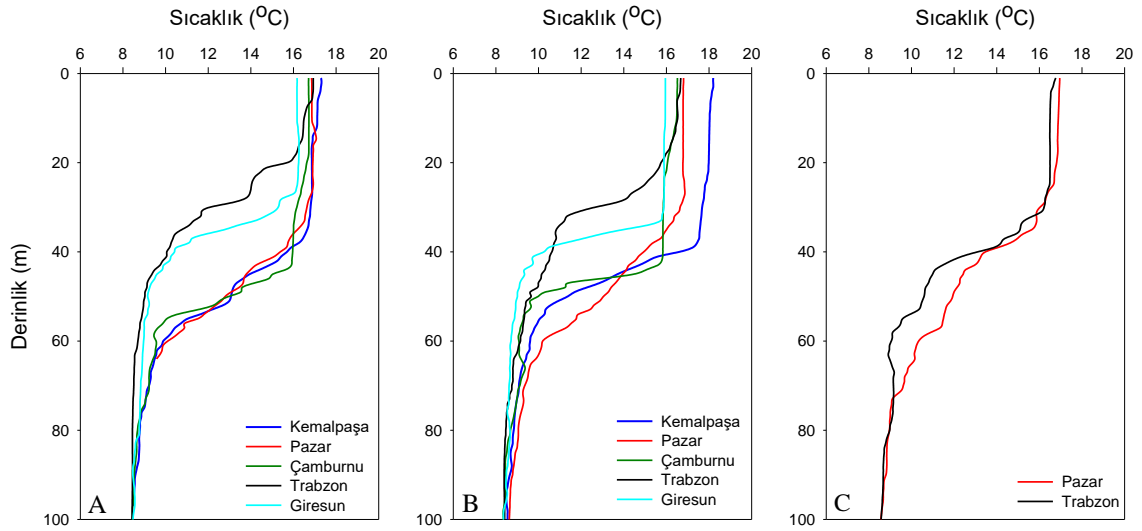 Sıcaklık (⁰C)
Sıcaklık (⁰C)
Sıcaklık (⁰C)
6 8 10 12 14 16 18 20
6 8 10 12 14 16 18 20
6 8 10 12 14 16 18 20
0
20
40
60
80
100
Derinlik (m)
Kemalpaşa
Pazar
Çamburnu
Trabzon
Giresun
A
0
20
40
60
80
100
Kemalpaşa
Pazar
Çamburnu
Trabzon
Giresun
B
0
20
40
60
80
100
Pazar
Trabzon
C